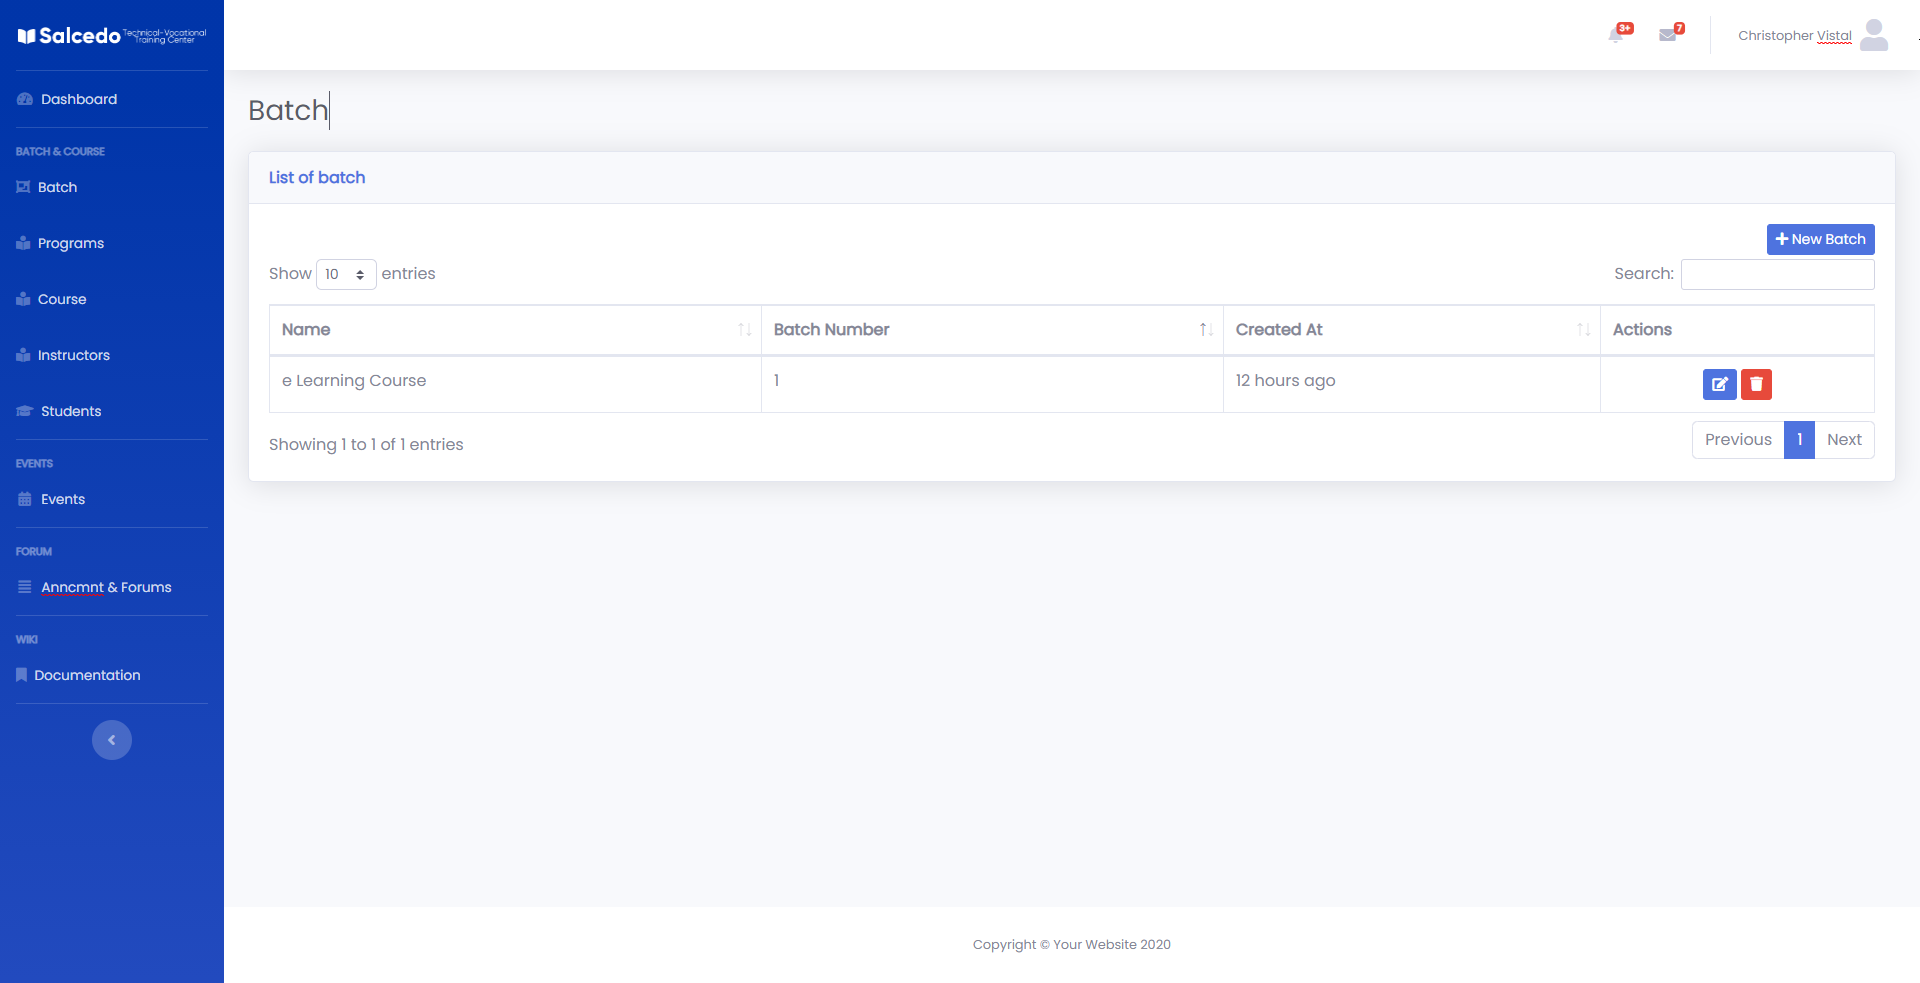 Salcedo Technical-Vocational
Training Center
3+
7
Christopher Vistal
Dashboard
BATCH & COURSE
Batch
Programs
Course
Instructors
Students
EVENTS
Events
FORUM
Anncmnt & Forums
WIKI
Documentation
Batch
List of batch
New Batch
Show 10 entries
Search:
Name Batch Number Created At Actions
e Learning Course 1 12 hours ago
Showing 1 to 1 of 1 entries
Previous 1 Next
Copyright © Your Website 2020